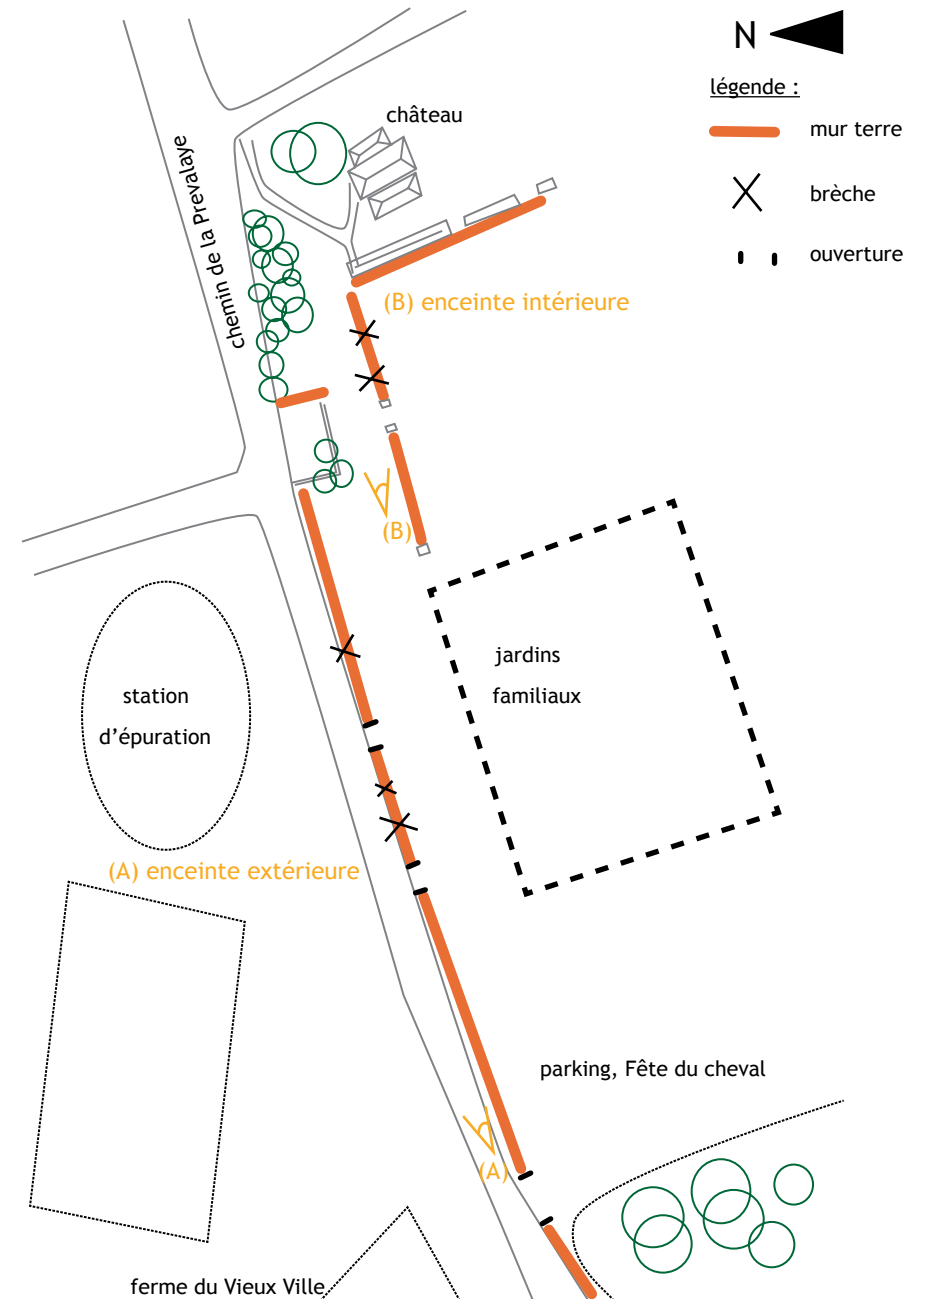 N
légende :
château
mur terre
chemin de la Prevalaye
brèche
ouverture
(B) enceinte intérieure
(B)
jardins
familiaux
station
d'épuration
(A) enceinte extérieure
parking, Fête du cheval
(A)
ferme du Vieux Ville